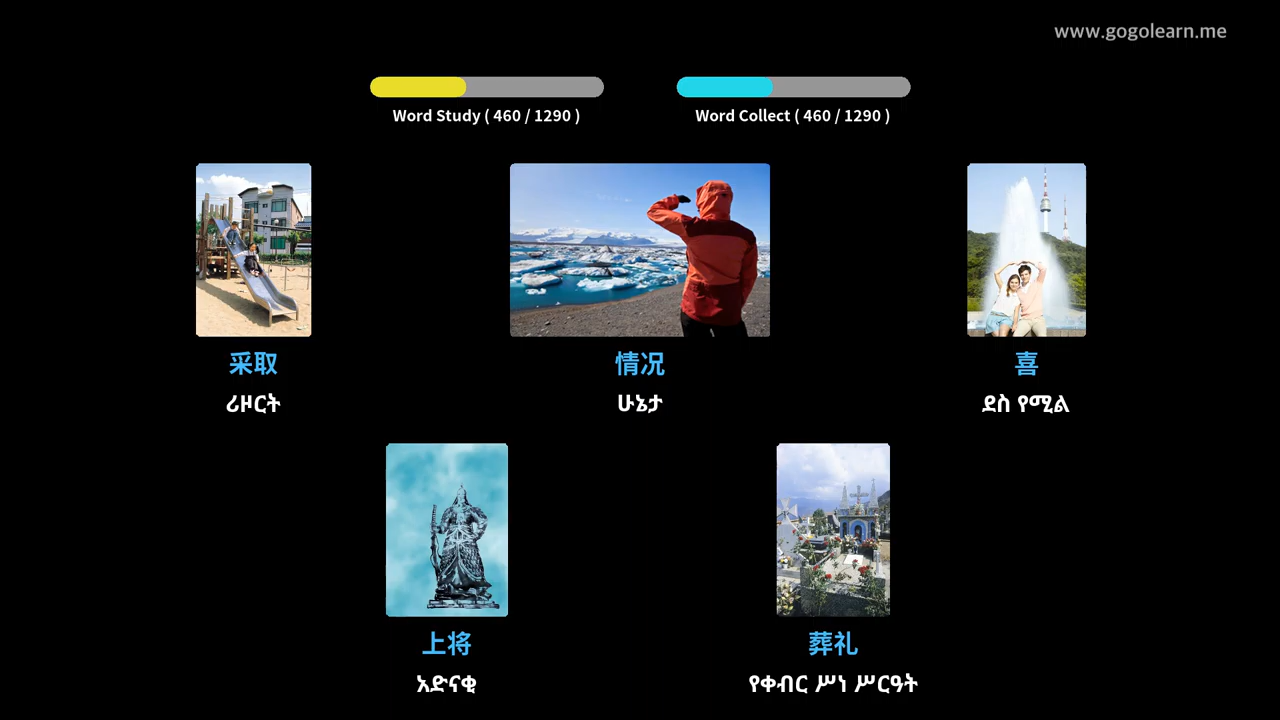 www.gogolearn.me
Word Study ( 460 / 1290 )
Word Collect ( 460 / 1290 )
采取
ሪዞርት
情况
ሁኔታ
喜
ደስ የሚል
上将
አድናቂ
葬礼
የቀብር ሥነ ሥርዓት